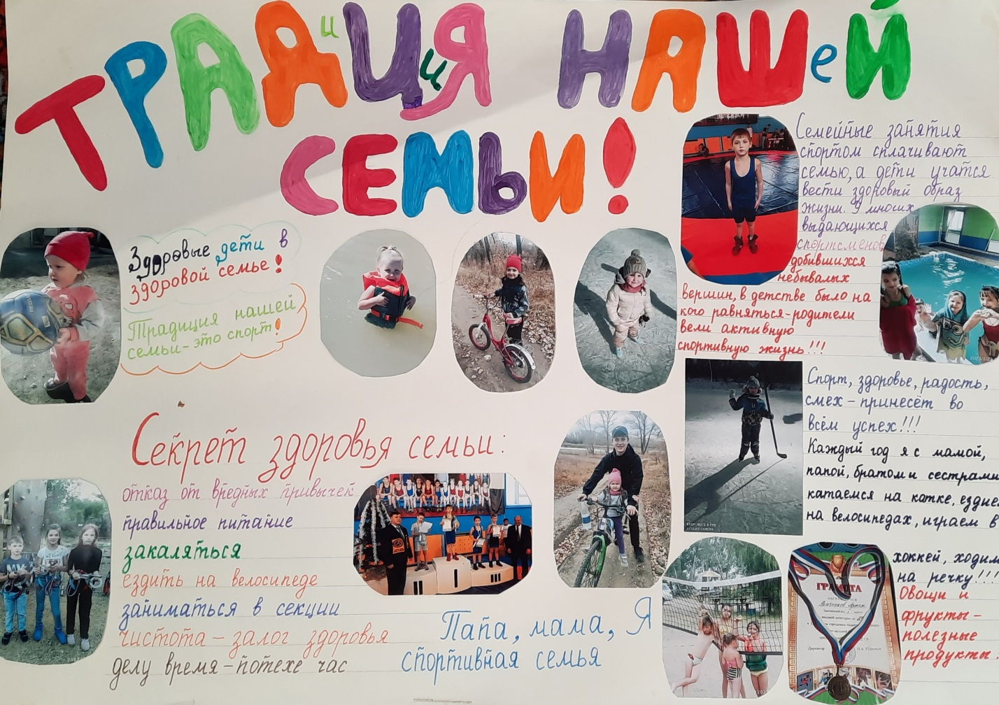 ТРАДиЦиЯ НАШеЙ
СЕМЬИ!
Здоровые дети в
здоровой семье!
Традиция нашей
семьи - это спорт!
Семейные занятия
спортом сплачивают
семью, а дети учатся
вести здоровый образ
жизни. У многих
выдающихся
спортсменов
добившихся
небывалых
вершин, в детстве было на
кого равняться - родители
вели активную
спортивную жизнь!!!
Спорт, здоровье, радость,
смех - принесёт во
всём успех!!!
Каждый год я с мамой,
папой, братом и сестрами
катаемся на катке, ездие
на велосипедах, играем в
хоккей, ходим
на речку!!!
Овощи и
фрукты -
полезные
продукты!
Секрет здоровья семьи:
отказ от вредных привычек
правильное питание
закаляться
ездить на велосипеде
заниматься в секции
чистота - залог здоровья
делу время - потехе час
Папа, мама, Я
спортивная семья
I
II
III
ГРАМОТА